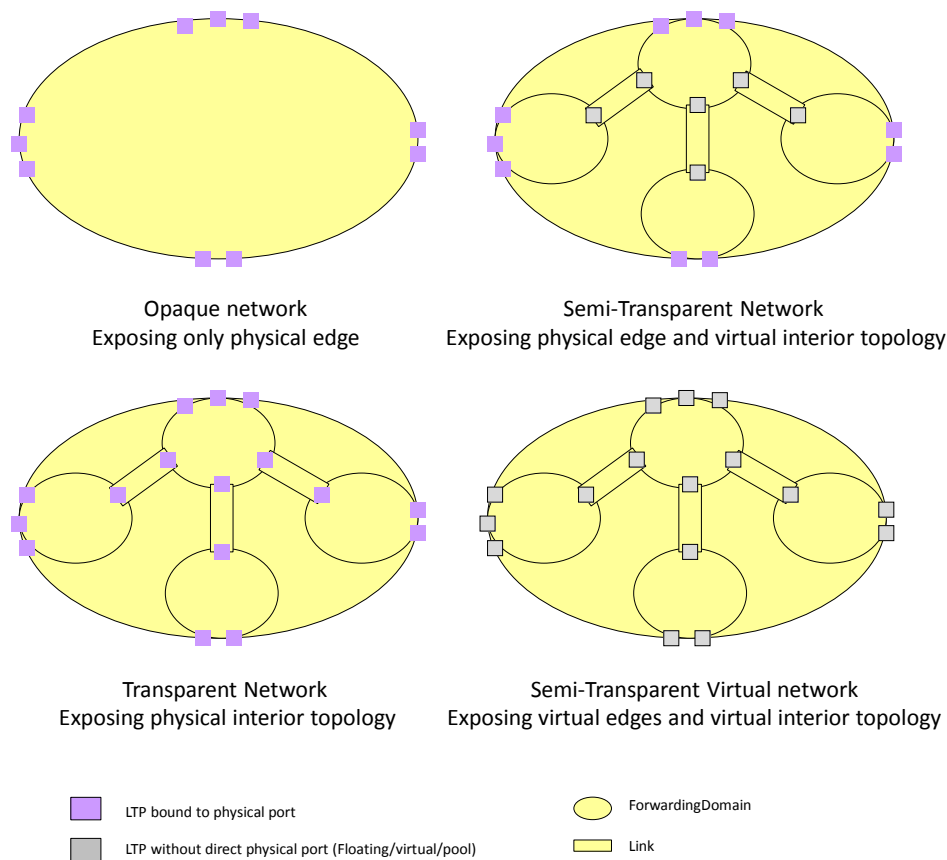 Opaque network
Exposing only physical edge
Semi-Transparent Network
Exposing physical edge and virtual interior topology
Transparent Network
Exposing physical interior topology
Semi-Transparent Virtual network
Exposing virtual edges and virtual interior topology
LTP bound to physical port
ForwardingDomain
LTP without direct physical port (Floating/virtual/pool)
Link